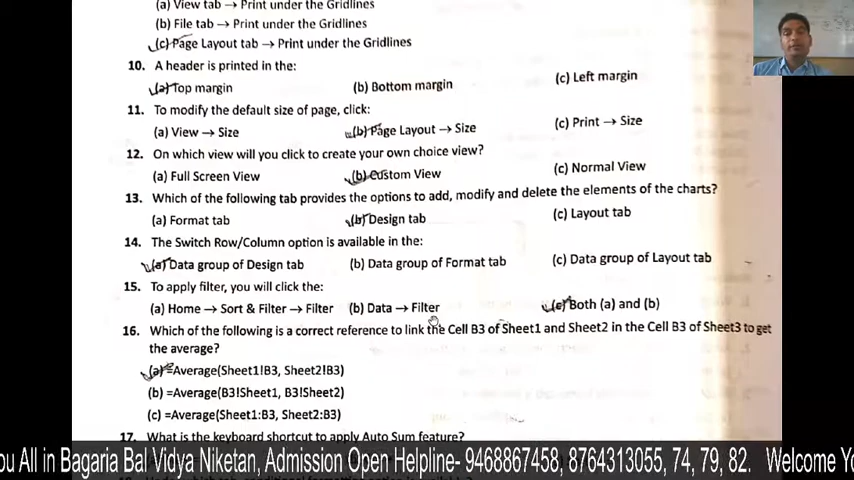 (a) View tab → Print under the Gridlines
(b) File tab → Print under the Gridlines
(c) Page Layout tab → Print under the Gridlines
10. A header is printed in the:
(a) Top margin (b) Bottom margin (c) Left margin
11. To modify the default size of page, click:
(a) View → Size (b) Page Layout → Size (c) Print → Size
12. On which view will you click to create your own choice view?
(a) Full Screen View (b) Custom View (c) Normal View
13. Which of the following tab provides the options to add, modify and delete the elements of the charts?
(a) Format tab (b) Design tab (c) Layout tab
14. The Switch Row/Column option is available in the:
(a) Data group of Design tab (b) Data group of Format tab (c) Data group of Layout tab
15. To apply filter, you will click the:
(a) Home → Sort & Filter → Filter (b) Data → Filter (c) Both (a) and (b)
16. Which of the following is a correct reference to link the Cell B3 of Sheet1 and Sheet2 in the Cell B3 of Sheet3 to get
the average?
(a) =Average(Sheet1!B3, Sheet2!B3)
(b) =Average(B3!Sheet1, B3!Sheet2)
(c) =Average(Sheet1:B3, Sheet2:B3)
17. What is the keyboard shortcut to apply Auto Sum feature?
ou All in Bagaria Bal Vidya Niketan, Admission Open Helpline- 9468867458, 8764313055, 74, 79, 82. Welcome Yo